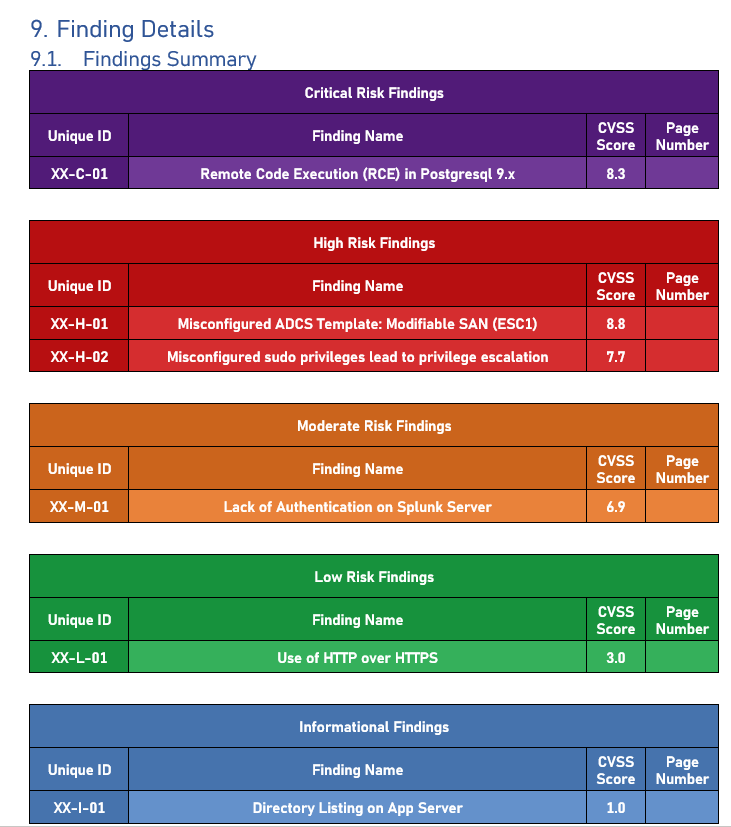 9. Finding Details
9.1. Findings Summary
Critical Risk Findings
Unique ID Finding Name CVSS Score Page Number
XX-C-01 Remote Code Execution (RCE) in Postgresql 9.x 8.3
High Risk Findings
Unique ID Finding Name CVSS Score Page Number
XX-H-01 Misconfigured ADCS Template: Modifiable SAN (ESC1) 8.8
XX-H-02 Misconfigured sudo privileges lead to privilege escalation 7.7
Moderate Risk Findings
Unique ID Finding Name CVSS Score Page Number
XX-M-01 Lack of Authentication on Splunk Server 6.9
Low Risk Findings
Unique ID Finding Name CVSS Score Page Number
XX-L-01 Use of HTTP over HTTPS 3.0
Informational Findings
Unique ID Finding Name CVSS Score Page Number
XX-I-01 Directory Listing on App Server 1.0